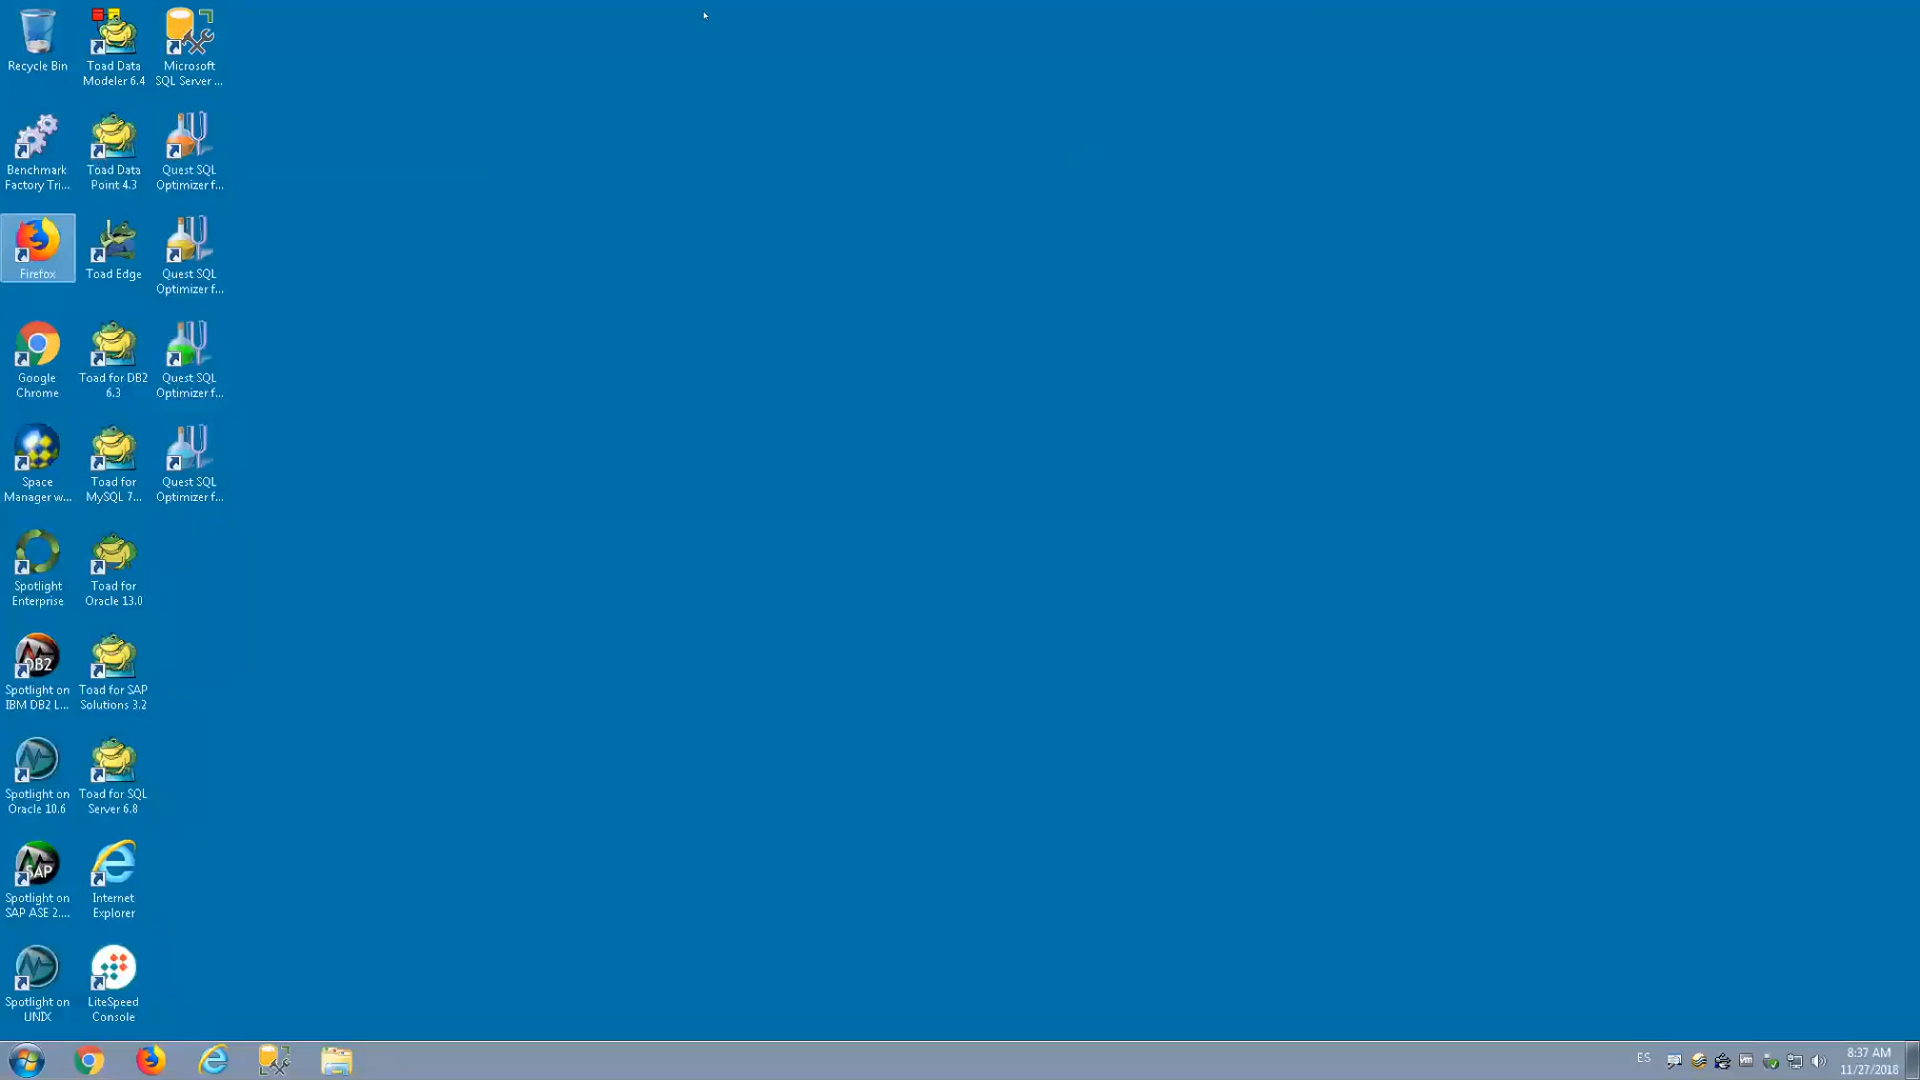 Recycle Bin
Toad Data
Modeler 6.4
Microsoft
SQL Server ...
Benchmark
Factory Tri...
Toad Data
Point 4.3
Quest SQL
Optimizer f...
Firefox
Toad Edge
Quest SQL
Optimizer f...
Google
Chrome
Toad for DB2
6.3
Quest SQL
Optimizer f...
Space
Manager w...
Toad for
MySQL 7...
Quest SQL
Optimizer f...
Spotlight
Enterprise
Toad for
Oracle 13.0
DB2
Spotlight on
IBM DB2 L...
Toad for SAP
Solutions 3.2
Spotlight on
Oracle 10.6
Toad for SQL
Server 6.8
SAP
Spotlight on
SAP ASE 2....
Internet
Explorer
Spotlight on
UNIX
LiteSpeed
Console
ES
8:37 AM
11/27/2018